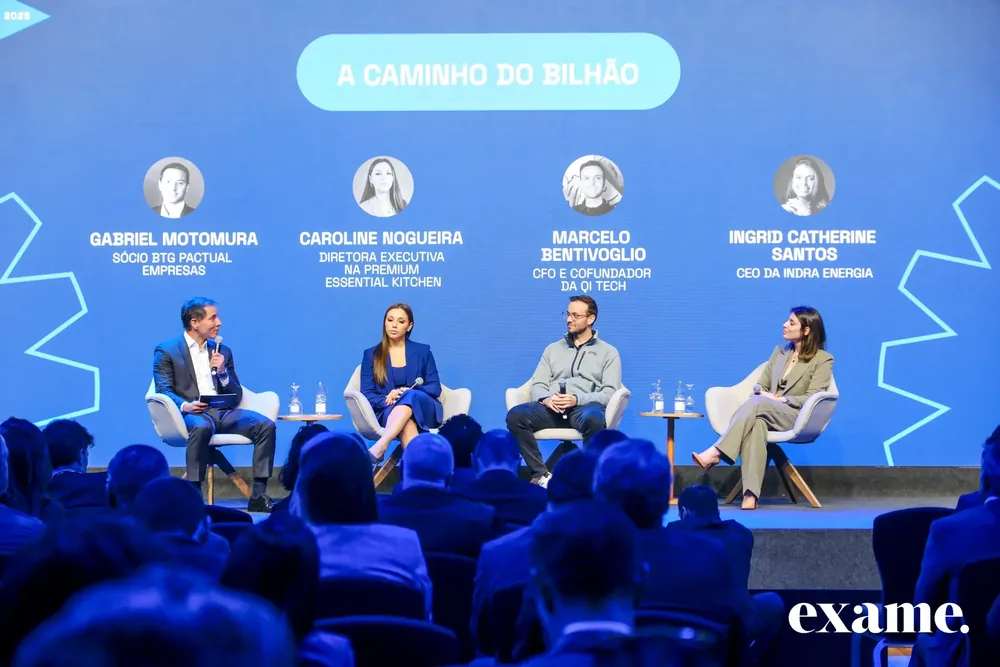 2025
A CAMINHO DO BILHÃO
GABRIEL MOTOMURA
SÓCIO BTG PACTUAL
EMPRESAS
CAROLINE NOGUEIRA
DIRETORA EXECUTIVA
NA PREMIUM
ESSENTIAL KITCHEN
MARCELO
BENTIVOGLIO
CFO E COFUNDADOR
DA QI TECH
INGRID CATHERINE
SANTOS
CEO DA INDRA ENERGIA
exame.